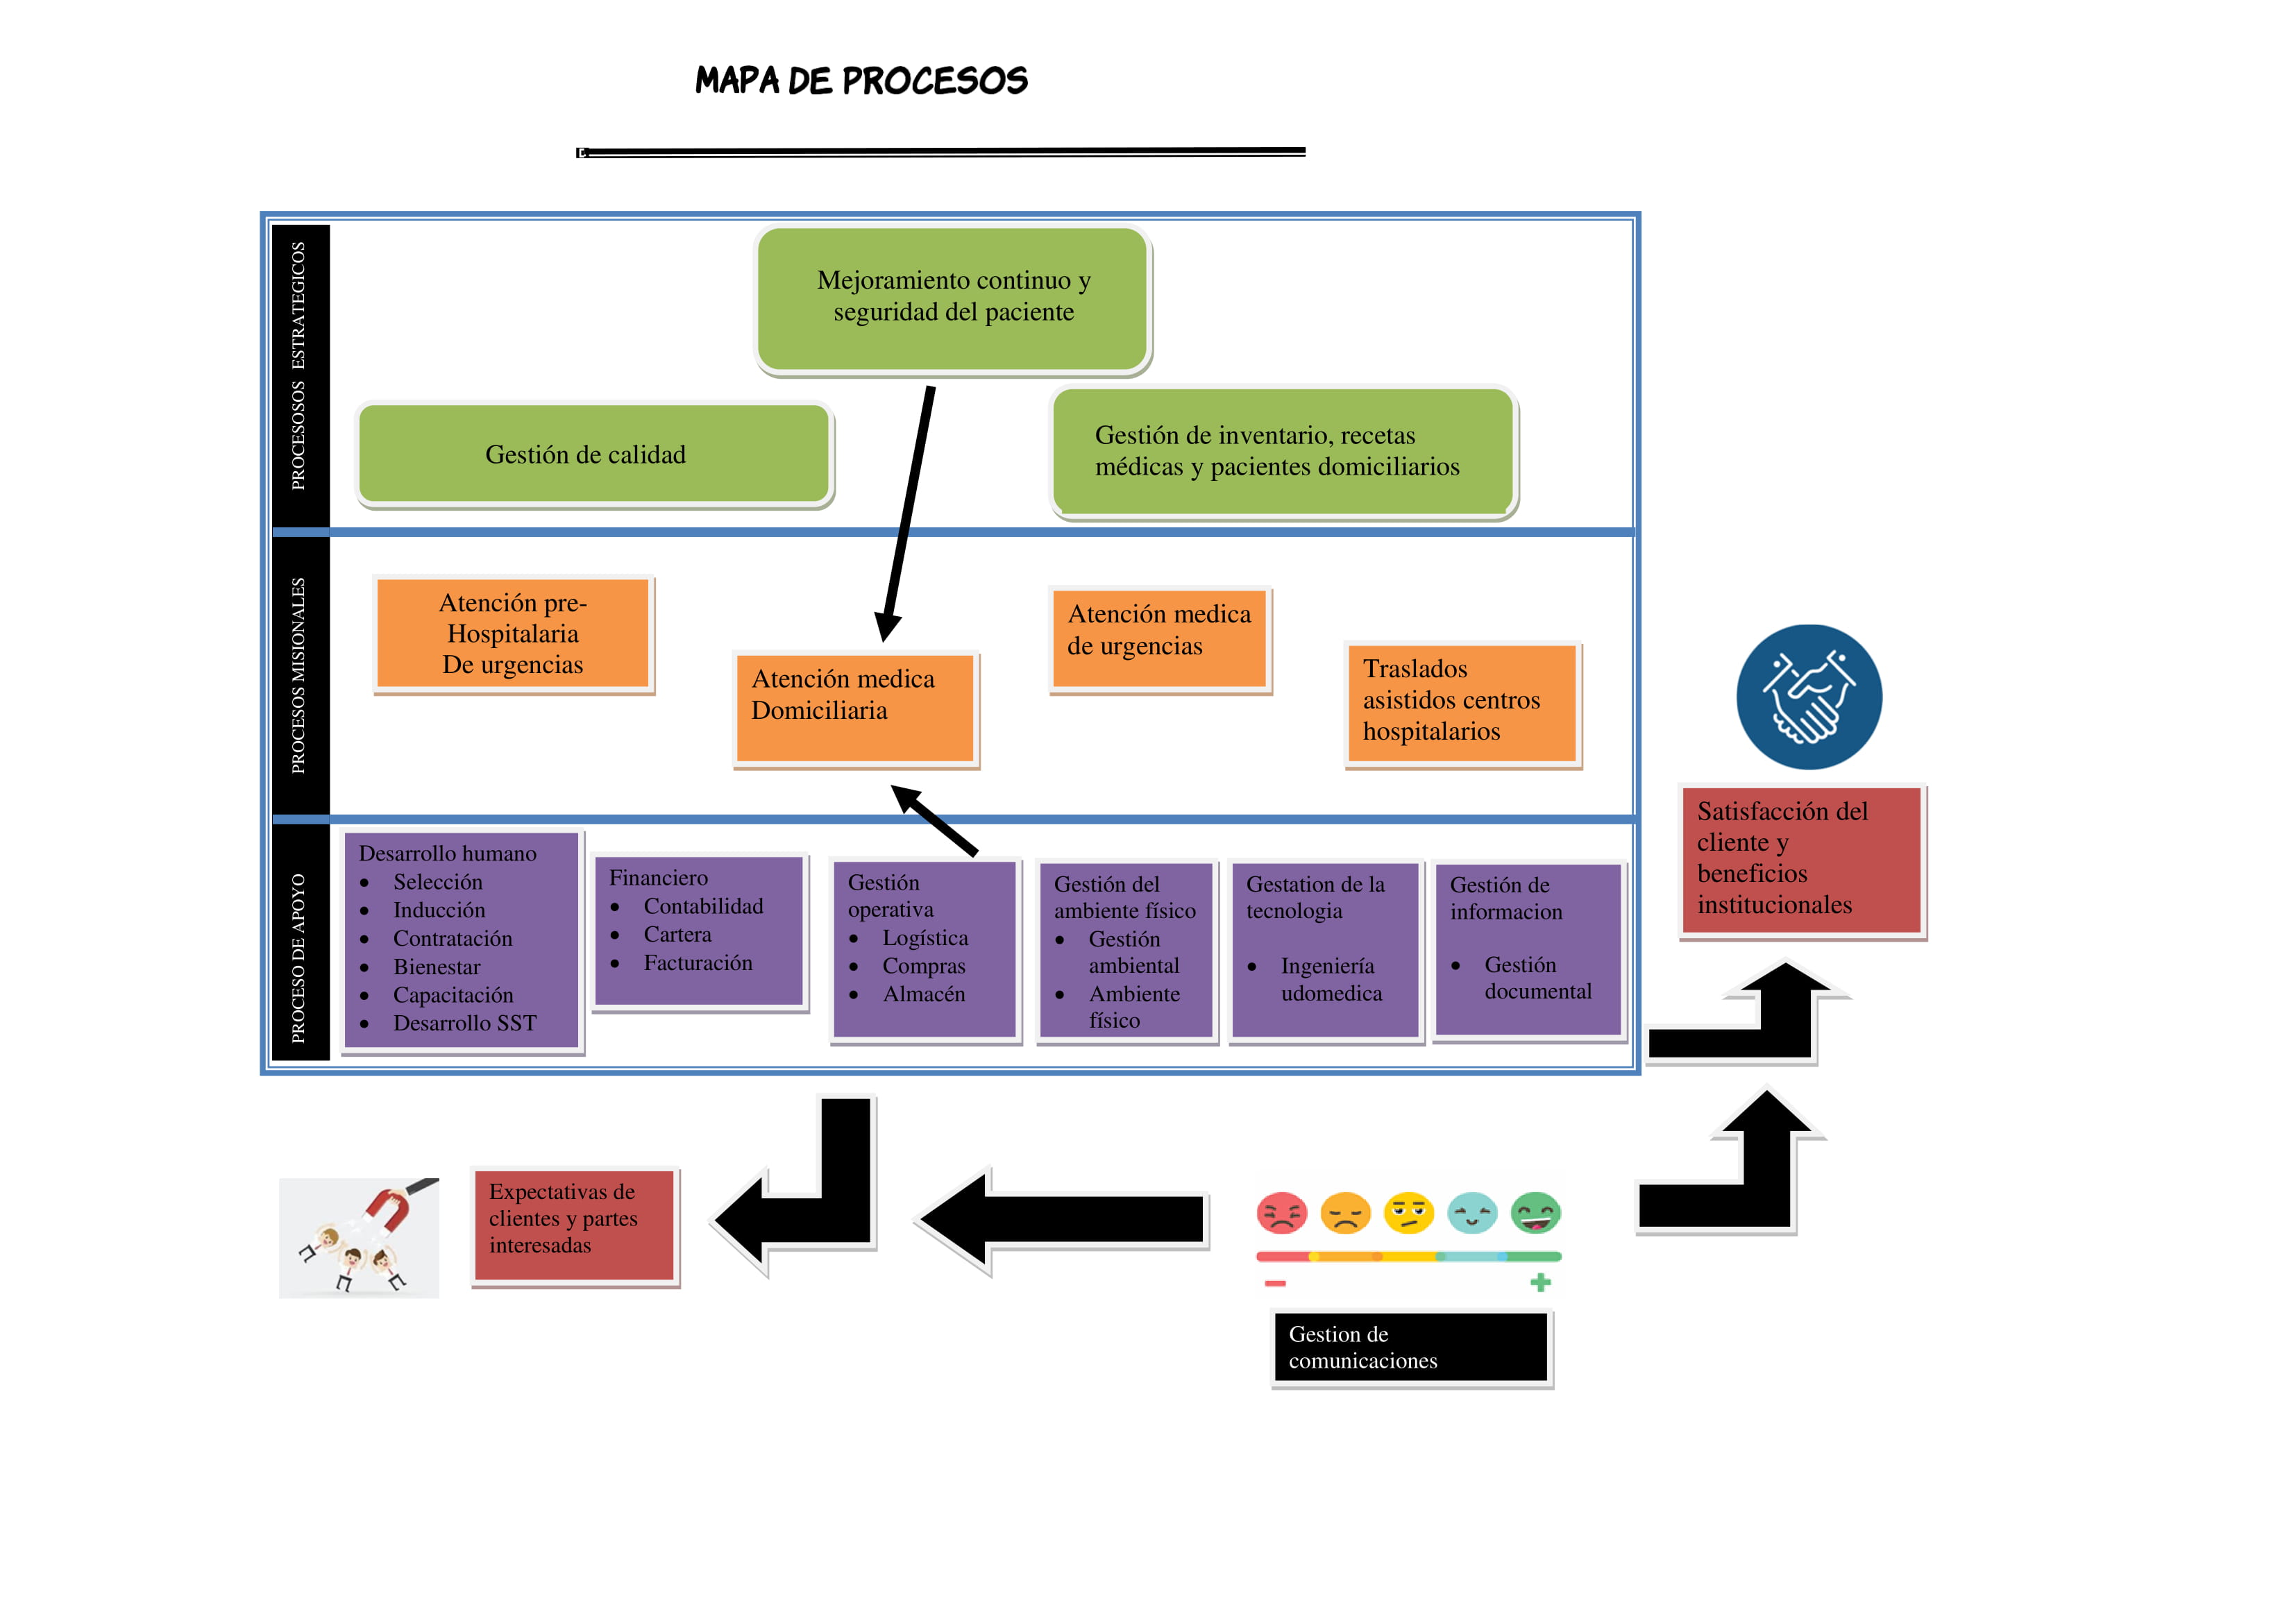 MAPA DE PROCESOS
PROCESOSOS ESTRATEGICOS
Mejoramiento continuo y
seguridad del paciente
Gestión de calidad
Gestión de inventario, recetas
médicas y pacientes domiciliarios
PROCESOS MISIONALES
Atención pre-
Hospitalaria
De urgencias
Atención medica
Domiciliaria
Atención medica
de urgencias
Traslados
asistidos centros
hospitalarios
PROCESO DE APOYO
Desarrollo humano
• Selección
• Inducción
• Contratación
• Bienestar
• Capacitación
• Desarrollo SST
Financiero
• Contabilidad
• Cartera
• Facturación
Gestión
operativa
• Logística
• Compras
• Almacén
Gestión del
ambiente físico
• Gestión
ambiental
• Ambiente
físico
Gestation de la
tecnologia
• Ingeniería
udomedica
Gestión de
informacion
• Gestión
documental
Satisfacción del
cliente y
beneficios
institucionales
Expectativas de
clientes y partes
interesadas
Gestion de
comunicaciones